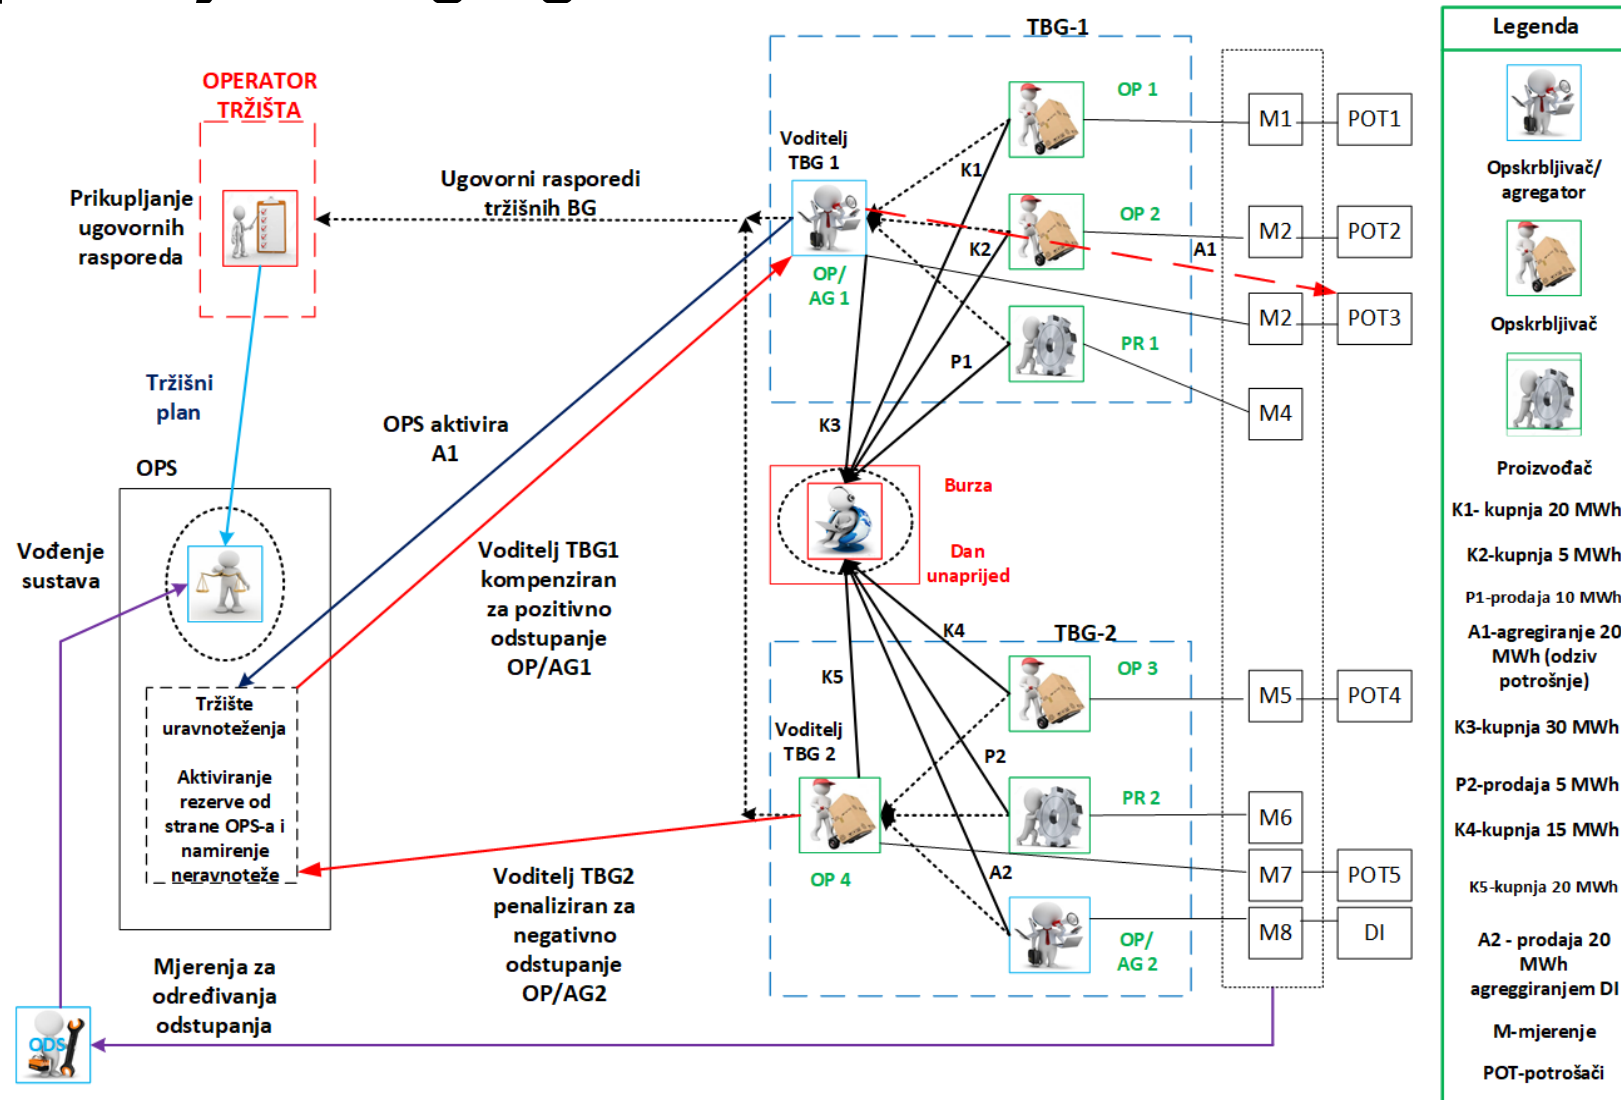 TBG-1
OPERATOR
TRŽIŠTA
Prikupljanje
ugovornih
rasporeda
Ugovorni rasporedi
tržišnih BG
Voditelj
TBG 1
OP/
AG 1
OP 1
OP 2
PR 1
K1
K2
P1
K3
A1
M1
POT1
M2
POT2
M2
POT3
M4
Tržišni
plan
OPS aktivira
A1
OPS
Vođenje
sustava
Voditelj TBG1
kompenziran
za pozitivno
odstupanje
OP/AG1
Burza
Dan
unaprijed
Tržište
uravnoteženja
Aktiviranje
rezerve od
strane OPS-a i
namirenje
neravnoteže
TBG-2
K4
K5
P2
A2
Voditelj
TBG 2
OP 4
OP 3
PR 2
OP/
AG 2
M5
POT4
M6
M7
POT5
M8
DI
Voditelj TBG2
penaliziran za
negativno
odstupanje
OP/AG2
Mjerenja za
određivanja
odstupanja
ODS
Legenda
Opskrbljivač/
agregator
Opskrbljivač
Proizvođač
K1- kupnja 20 MWh
K2-kupnja 5 MWh
P1-prodaja 10 MWh
A1-agregiranje 20
MWh (odziv
potrošnje)
K3-kupnja 30 MWh
P2-prodaja 5 MWh
K4-kupnja 15 MWh
K5-kupnja 20 MWh
A2 - prodaja 20
MWh
agreggiranjem DI
M-mjerenje
POT-potrošači